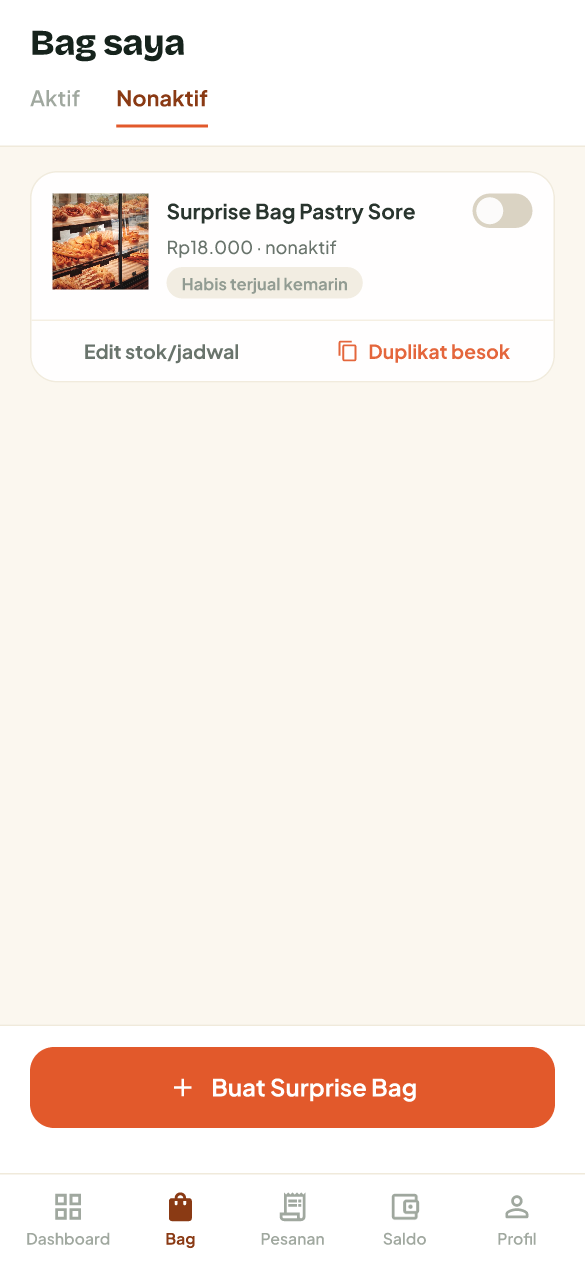 Bag saya
Aktif
Nonaktif
Surprise Bag Pastry Sore
Rp18.000 · nonaktif
Habis terjual kemarin
Edit stok/jadwal
Duplikat besok
+ Buat Surprise Bag
Dashboard
Bag
Pesanan
Saldo
Profil